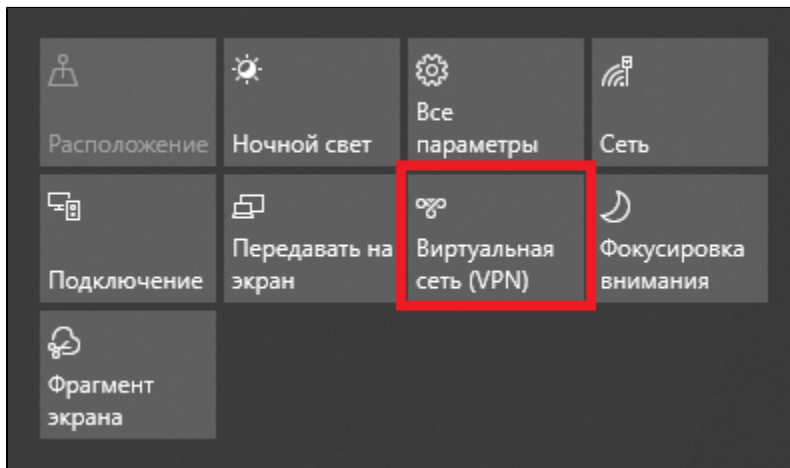 Расположение
Ночной свет
Все
параметры
Сеть
Подключение
Передавать на
экран
Виртуальная
сеть (VPN)
Фокусировка
внимания
Фрагмент
экрана